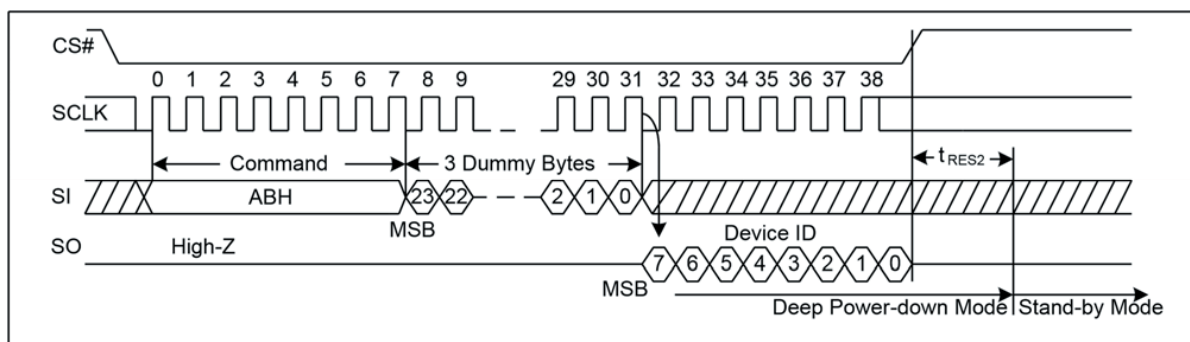 CS#
0 1 2 3 4 5 6 7 8 9 29 30 31 32 33 34 35 36 37 38
SCLK
Command 3 Dummy Bytes tRES2
SI ABH 23 22 2 1 0
MSB
SO High-Z Device ID
7 6 5 4 3 2 1 0
MSB
Deep Power-down Mode Stand-by Mode